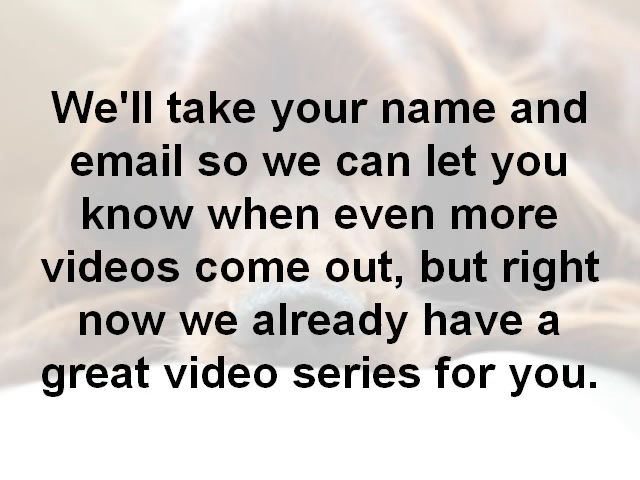 We'll take your name and
email so we can let you
know when even more
videos come out, but right
now we already have a
great video series for you.